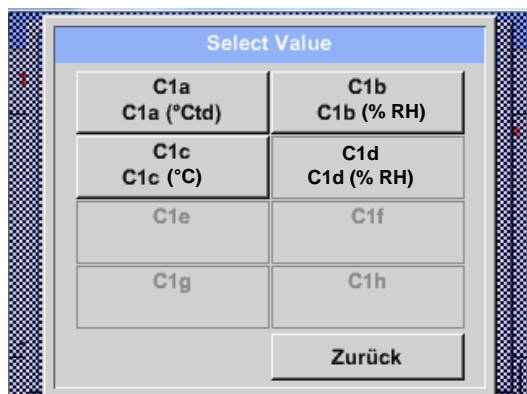 Select Value
C1a
C1a (°Ctd)
C1b
C1b (% RH)
C1c
C1c (°C)
C1d
C1d (% RH)
C1e
C1f
C1g
C1h
Zurück